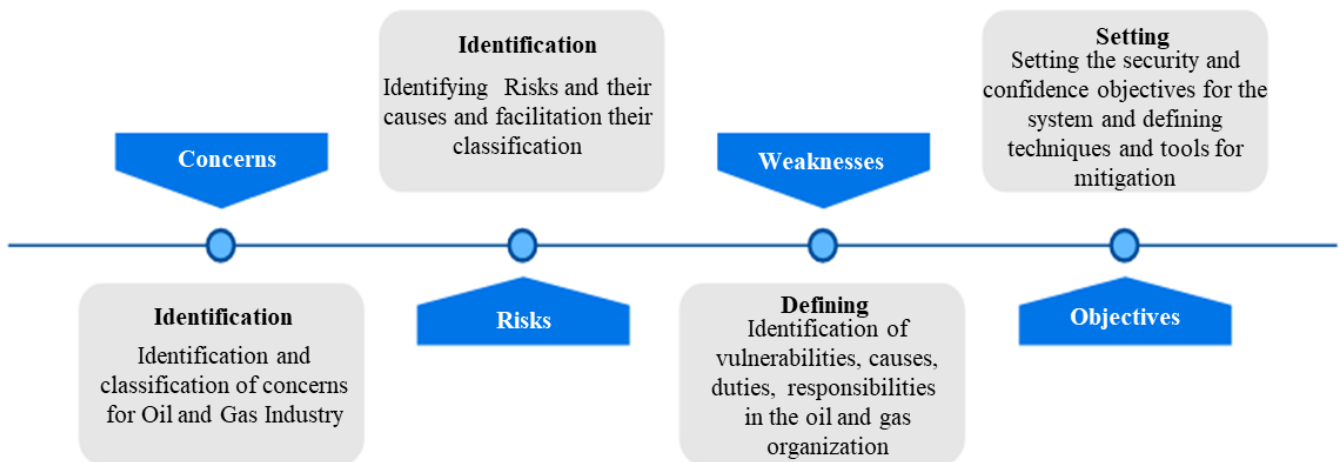 Concerns
Identification
Identification and
classification of concerns
for Oil and Gas Industry
Identification
Identifying Risks and their
causes and facilitation their
classification
Risks
Weaknesses
Defining
Identification of
vulnerabilities, causes,
duties, responsibilities
in the oil and gas
organization
Setting
Setting the security and
confidence objectives for the
system and defining
techniques and tools for
mitigation
Objectives